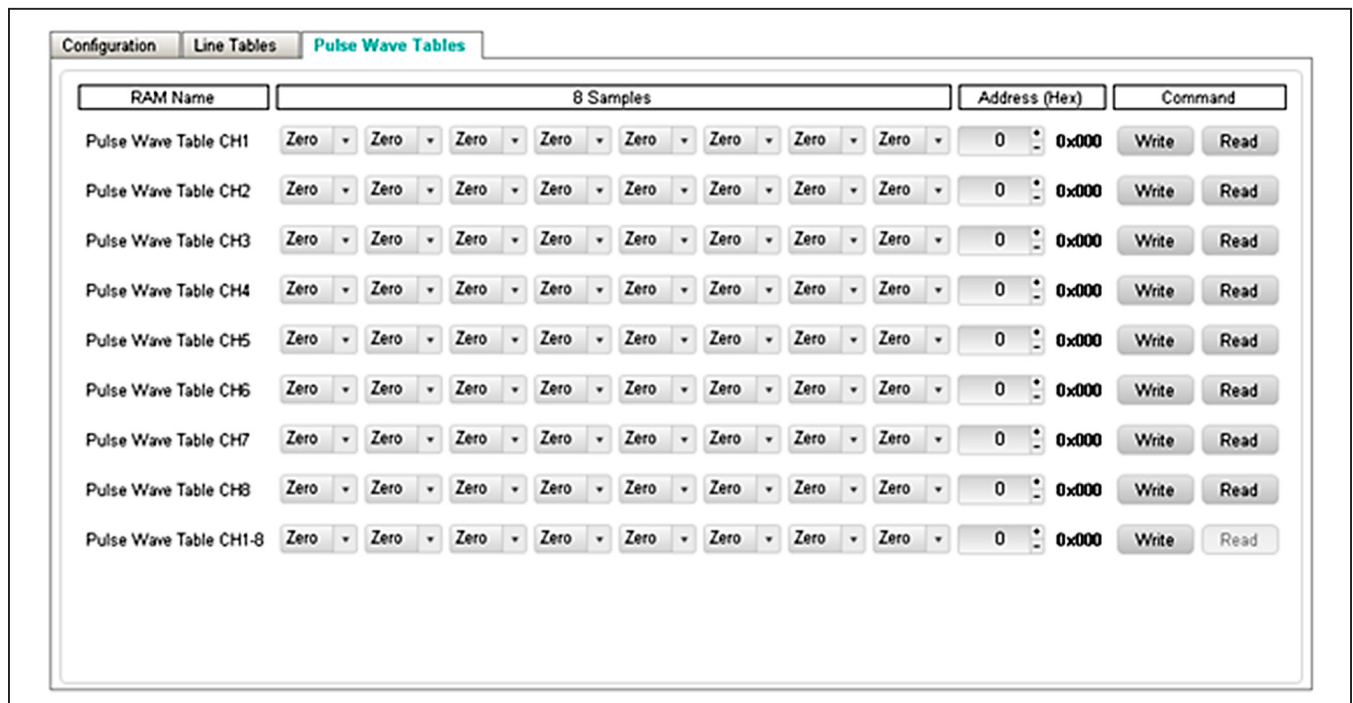 Configuration Line Tables Pulse Wave Tables
RAM Name 8 Samples Address (Hex) Command
Pulse Wave Table CH1 Zero Zero Zero Zero Zero Zero Zero Zero 0 0x000 Write Read
Pulse Wave Table CH2 Zero Zero Zero Zero Zero Zero Zero Zero 0 0x000 Write Read
Pulse Wave Table CH3 Zero Zero Zero Zero Zero Zero Zero Zero 0 0x000 Write Read
Pulse Wave Table CH4 Zero Zero Zero Zero Zero Zero Zero Zero 0 0x000 Write Read
Pulse Wave Table CH5 Zero Zero Zero Zero Zero Zero Zero Zero 0 0x000 Write Read
Pulse Wave Table CH6 Zero Zero Zero Zero Zero Zero Zero Zero 0 0x000 Write Read
Pulse Wave Table CH7 Zero Zero Zero Zero Zero Zero Zero Zero 0 0x000 Write Read
Pulse Wave Table CH8 Zero Zero Zero Zero Zero Zero Zero Zero 0 0x000 Write Read
Pulse Wave Table CH1-8 Zero Zero Zero Zero Zero Zero Zero Zero 0 0x000 Write Read